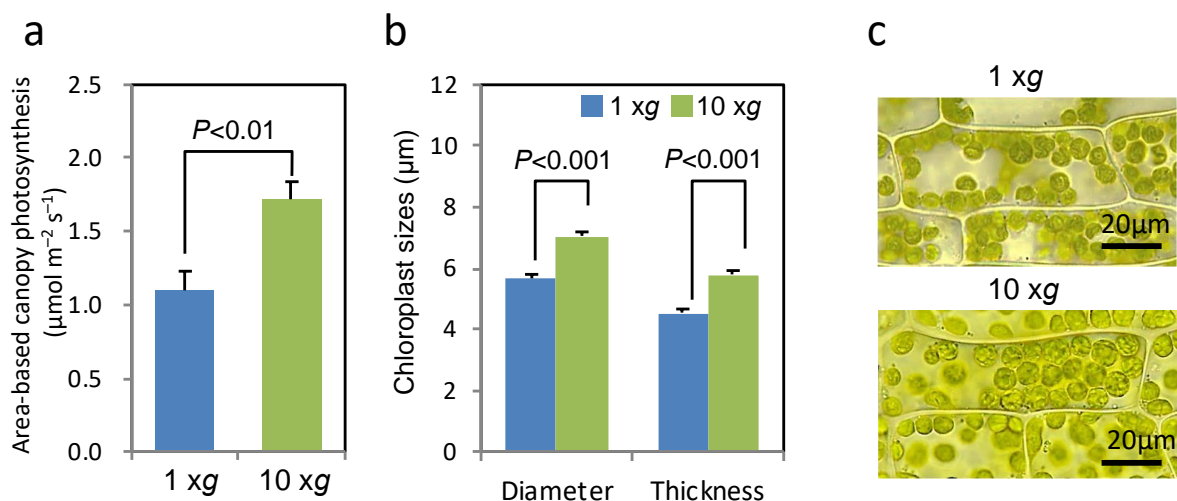 a
Area-based canopy photosynthesis
(μmol m⁻² s⁻¹)
2.5
2.0
1.5
1.0
0.5
0.0
P<0.01
1 xg
10 xg
b
Chloroplast sizes (μm)
12
10
8
6
4
2
0
1 xg
10 xg
P<0.001
P<0.001
Diameter
Thickness
c
1 xg
20μm
10 xg
20μm